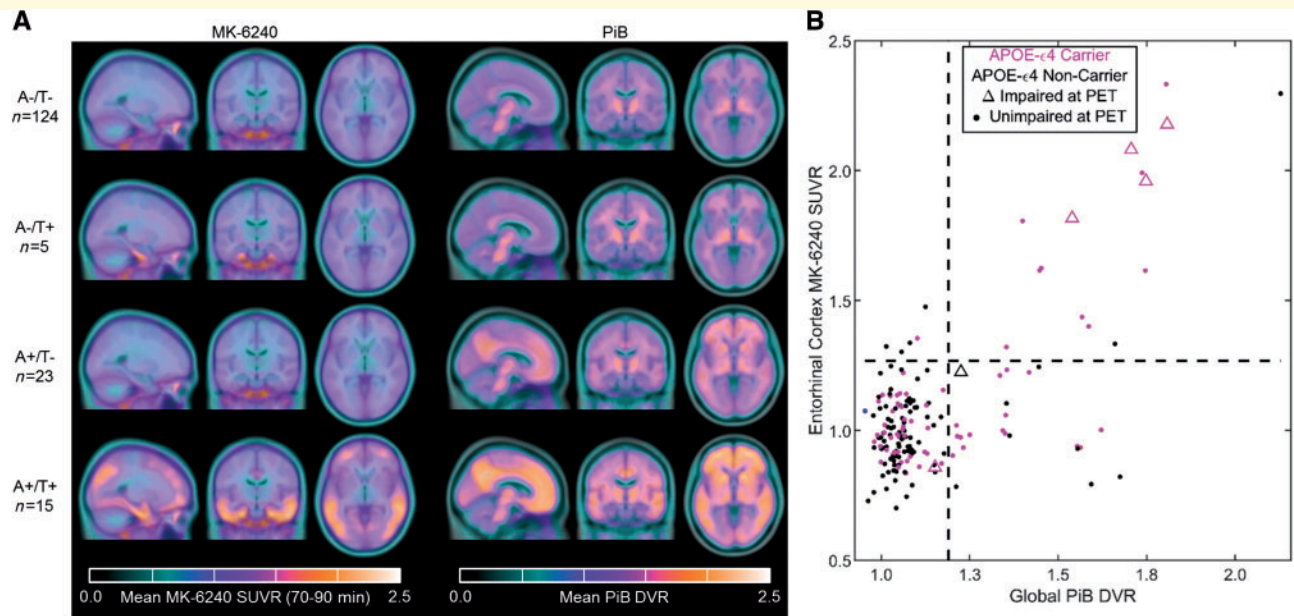 A
MK-6240
PiB
A-/T-
n=124
A-/T+
n=5
A+/T-
n=23
A+/T+
n=15
0.0 Mean MK-6240 SUVR (70-90 min) 2.5
0.0 Mean PiB DVR 2.5
B
APOE-ϵ4 Carrier
APOE-ϵ4 Non-Carrier
△ Impaired at PET
• Unimpaired at PET
Entorhinal Cortex MK-6240 SUVR
2.5
2.0
1.5
1.0
0.5
1.0 1.3 1.5 1.8 2.0
Global PiB DVR